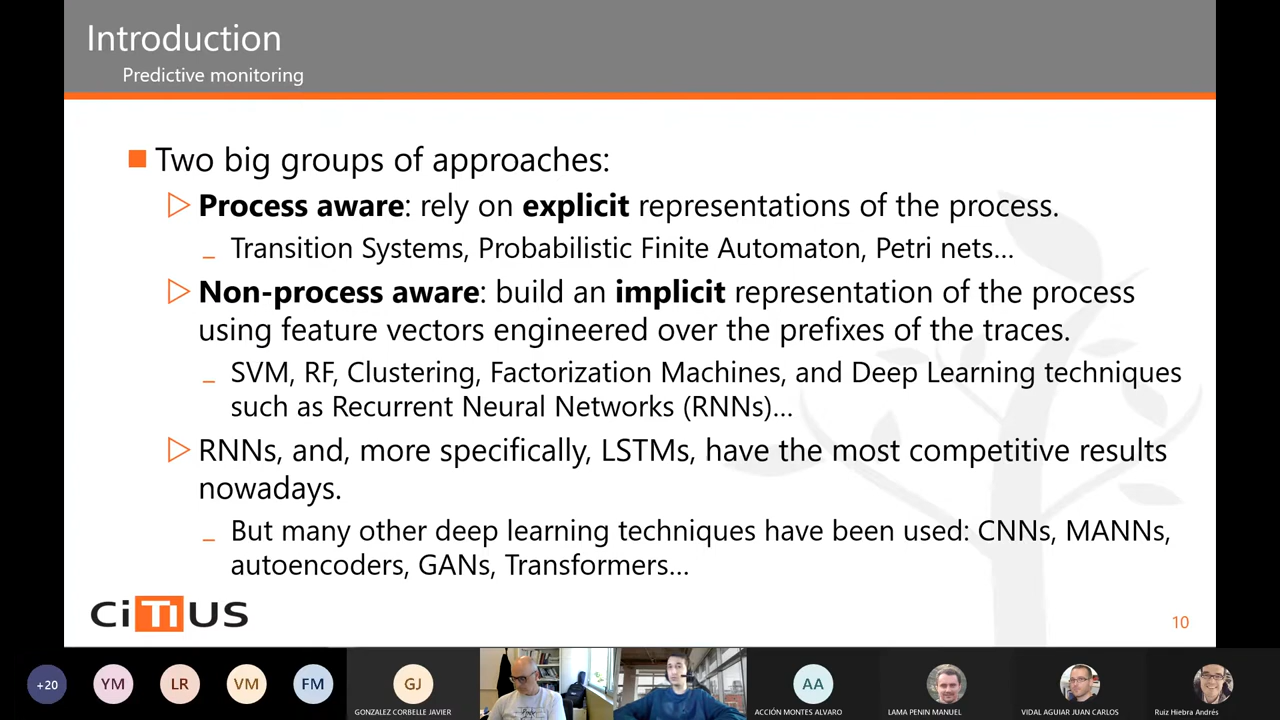 Introduction
Predictive monitoring
Two big groups of approaches:
Process aware: rely on explicit representations of the process.
_ Transition Systems, Probabilistic Finite Automaton, Petri nets...
Non-process aware: build an implicit representation of the process
using feature vectors engineered over the prefixes of the traces.
_ SVM, RF, Clustering, Factorization Machines, and Deep Learning techniques
such as Recurrent Neural Networks (RNNs)...
RNNs, and, more specifically, LSTMs, have the most competitive results
nowadays.
_ But many other deep learning techniques have been used: CNNs, MANNs,
autoencoders, GANs, Transformers...
CiTIUS
10
+20
YM
LR
VM
FM
GJ
AA
GONZALEZ CORBELLE JAVIER
ACCIÓN MONTES ALVARO
LAMA PENIN MANUEL
VIDAL AGUIAR JUAN CARLOS
Ruiz Hiebra Andrés